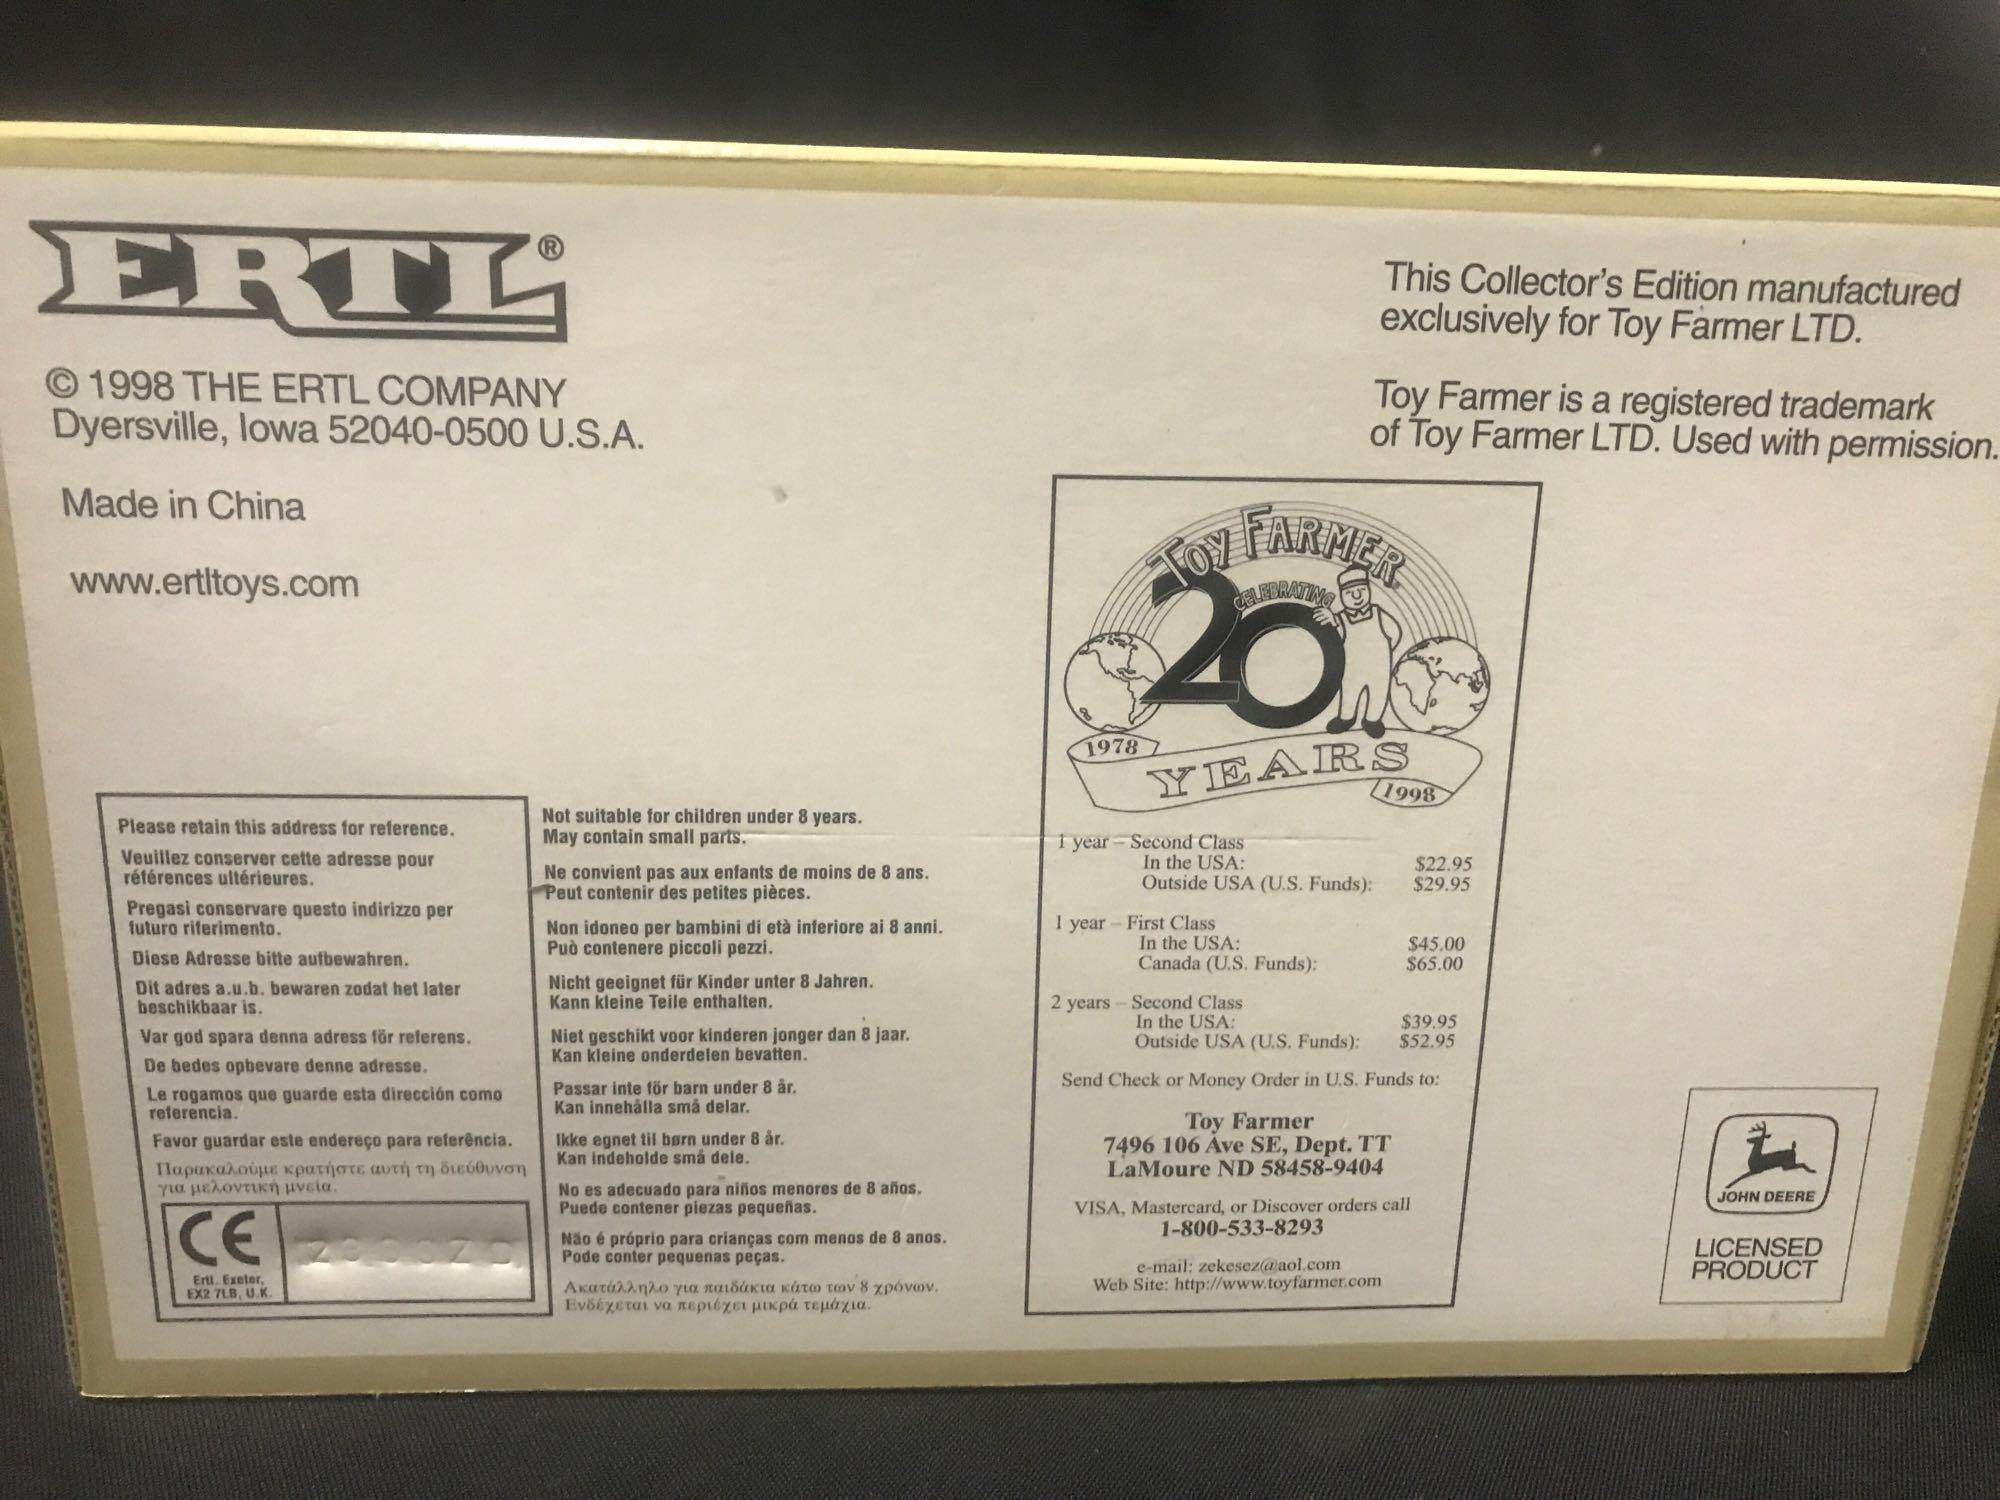 ERTL®
© 1998 THE ERTL COMPANY
Dyersville, Iowa 52040-0500 U.S.A.
Made in China
www.ertltoys.com
This Collector's Edition manufactured
exclusively for Toy Farmer LTD.
Toy Farmer is a registered trademark
of Toy Farmer LTD. Used with permission.
Please retain this address for reference.
Veuillez conserver cette adresse pour
références ultérieures.
Pregasi conservare questo indirizzo per
futuro riferimento.
Diese Adresse bitte aufbewahren.
Dit adres a.u.b. bewaren zodat het later
beschikbaar is.
Var god spara denna adress för referens.
De bedes opbevare denne adresse.
Le rogamos que guarde esta dirección como
referencia.
Favor guardar este endereço para referência.
Παρακαλούμε κρατήστε αυτή τη διεύθυνση
για μελοντική μνεία.
CE
Ertl. Exeter,
EX2 7LB, U.K.
Not suitable for children under 8 years.
May contain small parts.
Ne convient pas aux enfants de moins de 8 ans.
Peut contenir des petites pièces.
Non idoneo per bambini di età inferiore ai 8 anni.
Può contenere piccoli pezzi.
Nicht geeignet für Kinder unter 8 Jahren.
Kann kleine Teile enthalten.
Niet geschikt voor kinderen jonger dan 8 jaar.
Kan kleine onderdelen bevatten.
Passar inte för barn under 8 år.
Kan innehålla små delar.
Ikke egnet til børn under 8 år.
Kan indeholde små dele.
No es adecuado para niños menores de 8 años.
Puede contener piezas pequeñas.
Não é próprio para crianças com menos de 8 anos.
Pode conter pequenas peças.
Ακατάλληλο για παιδάκια κάτω των 8 χρόνων.
Ενδέχεται να περιέχει μικρά τεμάχια.
TOY FARMER
CELEBRATING
20
1978
YEARS
1998
1 year – Second Class
In the USA: $22.95
Outside USA (U.S. Funds): $29.95
1 year – First Class
In the USA: $45.00
Canada (U.S. Funds): $65.00
2 years – Second Class
In the USA: $39.95
Outside USA (U.S. Funds): $52.95
Send Check or Money Order in U.S. Funds to:
Toy Farmer
7496 106 Ave SE, Dept. TT
LaMoure ND 58458-9404
VISA, Mastercard, or Discover orders call
1-800-533-8293
e-mail: zekesez@aol.com
Web Site: http://www.toyfarmer.com
JOHN DEERE
LICENSED
PRODUCT